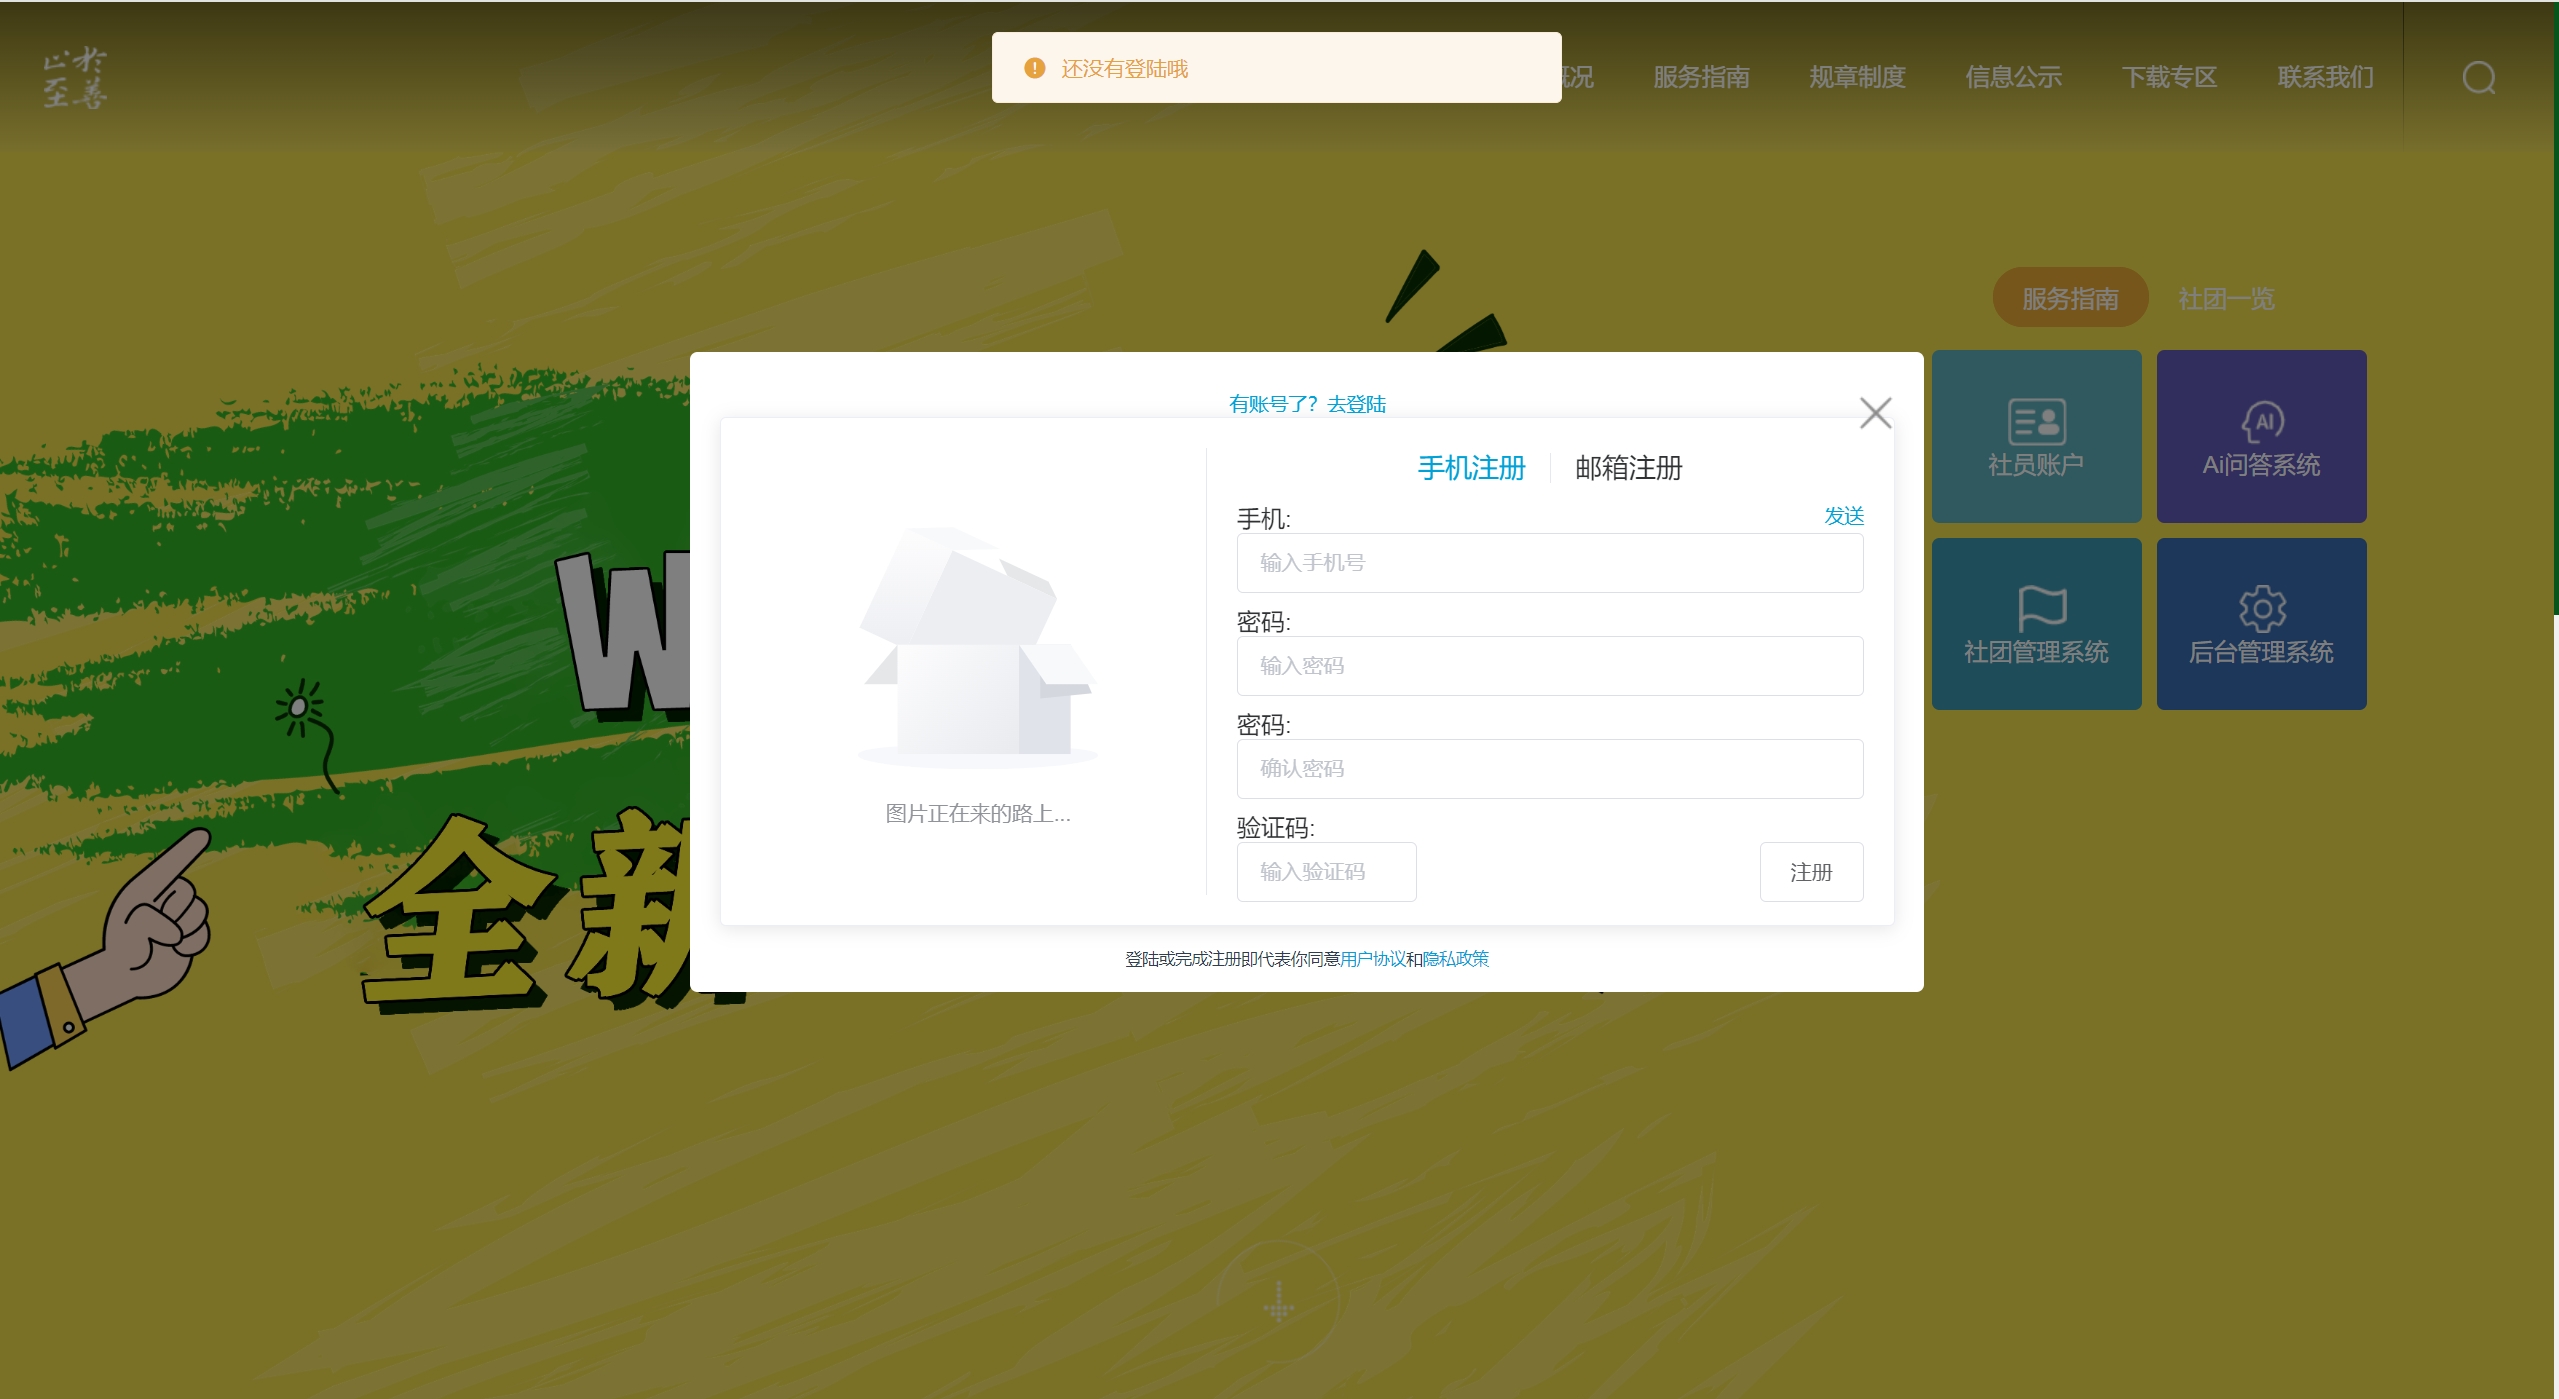 止於
至善
还没有登陆哦
况
服务指南
规章制度
信息公示
下载专区
联系我们
服务指南
社团一览
社员账户
Ai问答系统
社团管理系统
后台管理系统
W
全新
有账号了？去登陆
手机注册
邮箱注册
手机:
发送
输入手机号
密码:
输入密码
密码:
确认密码
验证码:
输入验证码
注册
图片正在来的路上...
登陆或完成注册即代表你同意用户协议和隐私政策